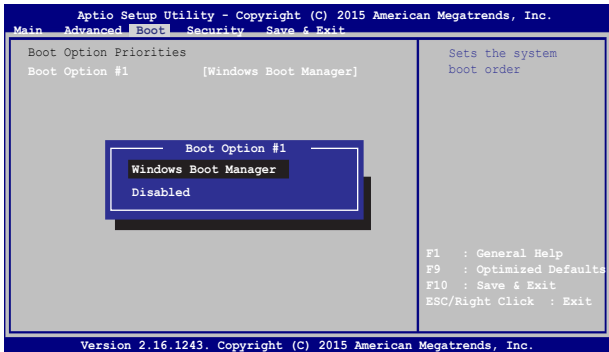 Aptio Setup Utility - Copyright (C) 2015 American Megatrends, Inc.
Main Advanced Boot Security Save & Exit
Boot Option Priorities
Boot Option #1 [Windows Boot Manager]
Sets the system
boot order
Boot Option #1
Windows Boot Manager
Disabled
F1 : General Help
F9 : Optimized Defaults
F10 : Save & Exit
ESC/Right Click : Exit
Version 2.16.1243. Copyright (C) 2015 American Megatrends, Inc.